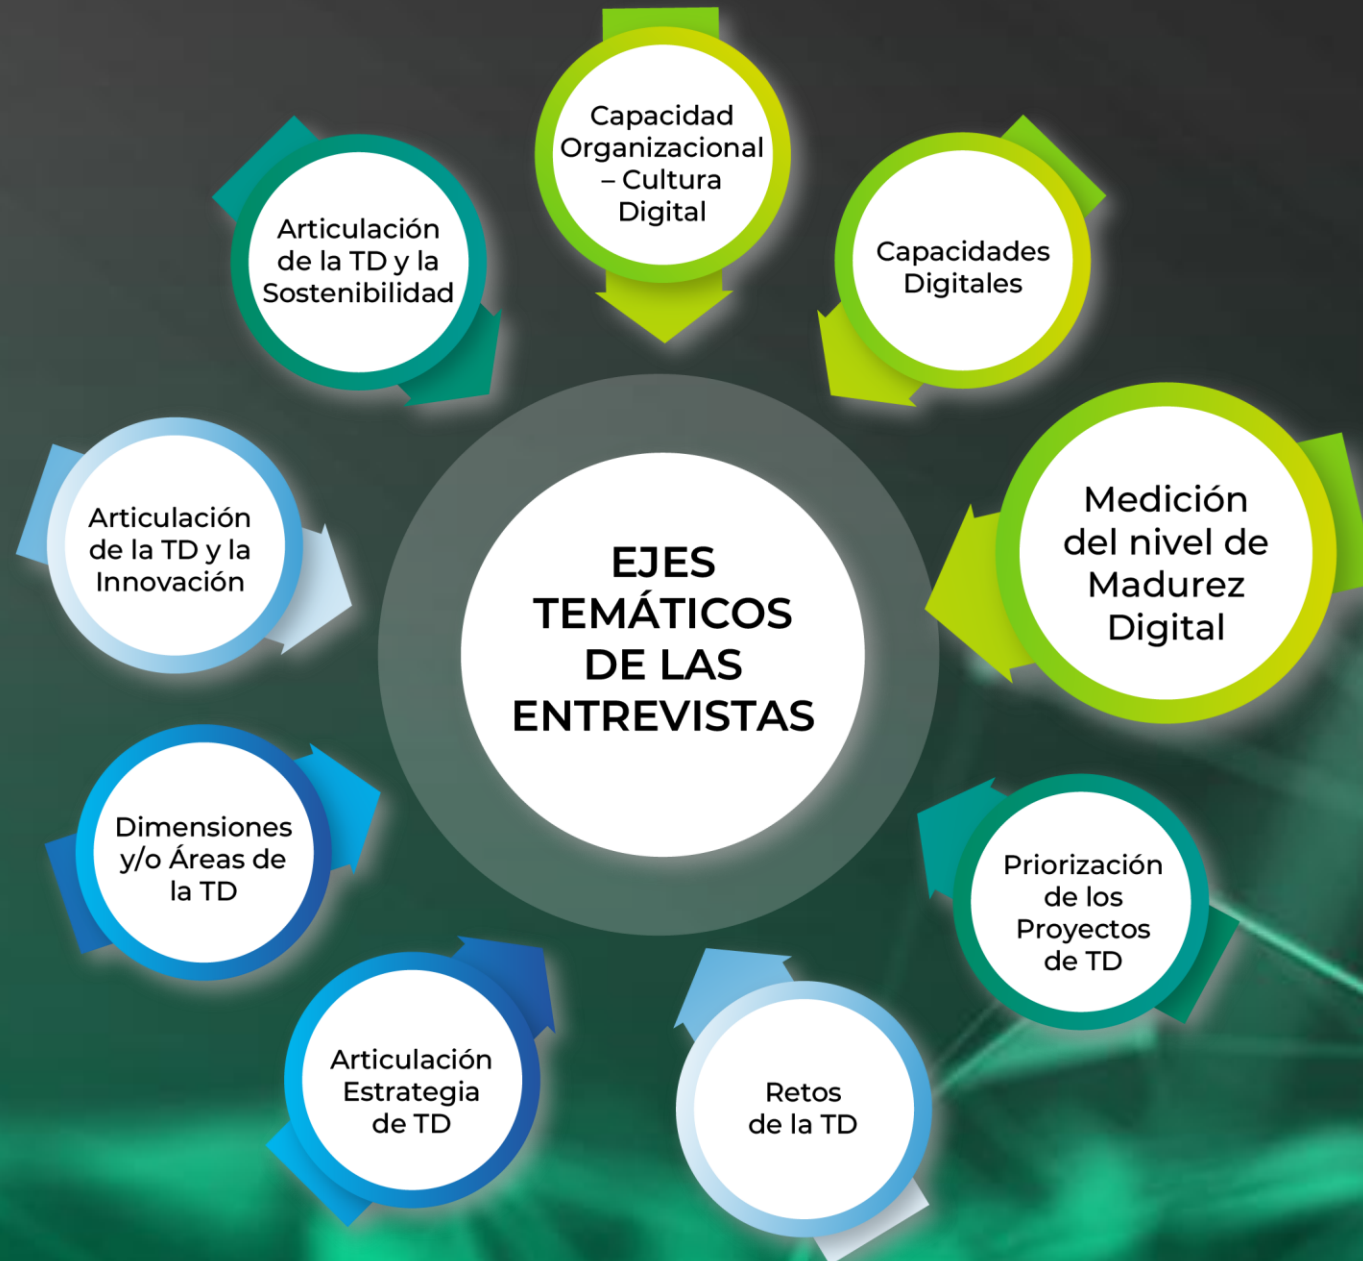 Capacidad
Organizacional
– Cultura
Digital
Capacidades
Digitales
Medición
del nivel de
Madurez
Digital
Priorización
de los
Proyectos
de TD
Retos
de la TD
Articulación
Estrategia
de TD
Dimensiones
y/o Áreas de
la TD
Articulación
de la TD y la
Innovación
Articulación
de la TD y la
Sostenibilidad
EJES
TEMÁTICOS
DE LAS
ENTREVISTAS